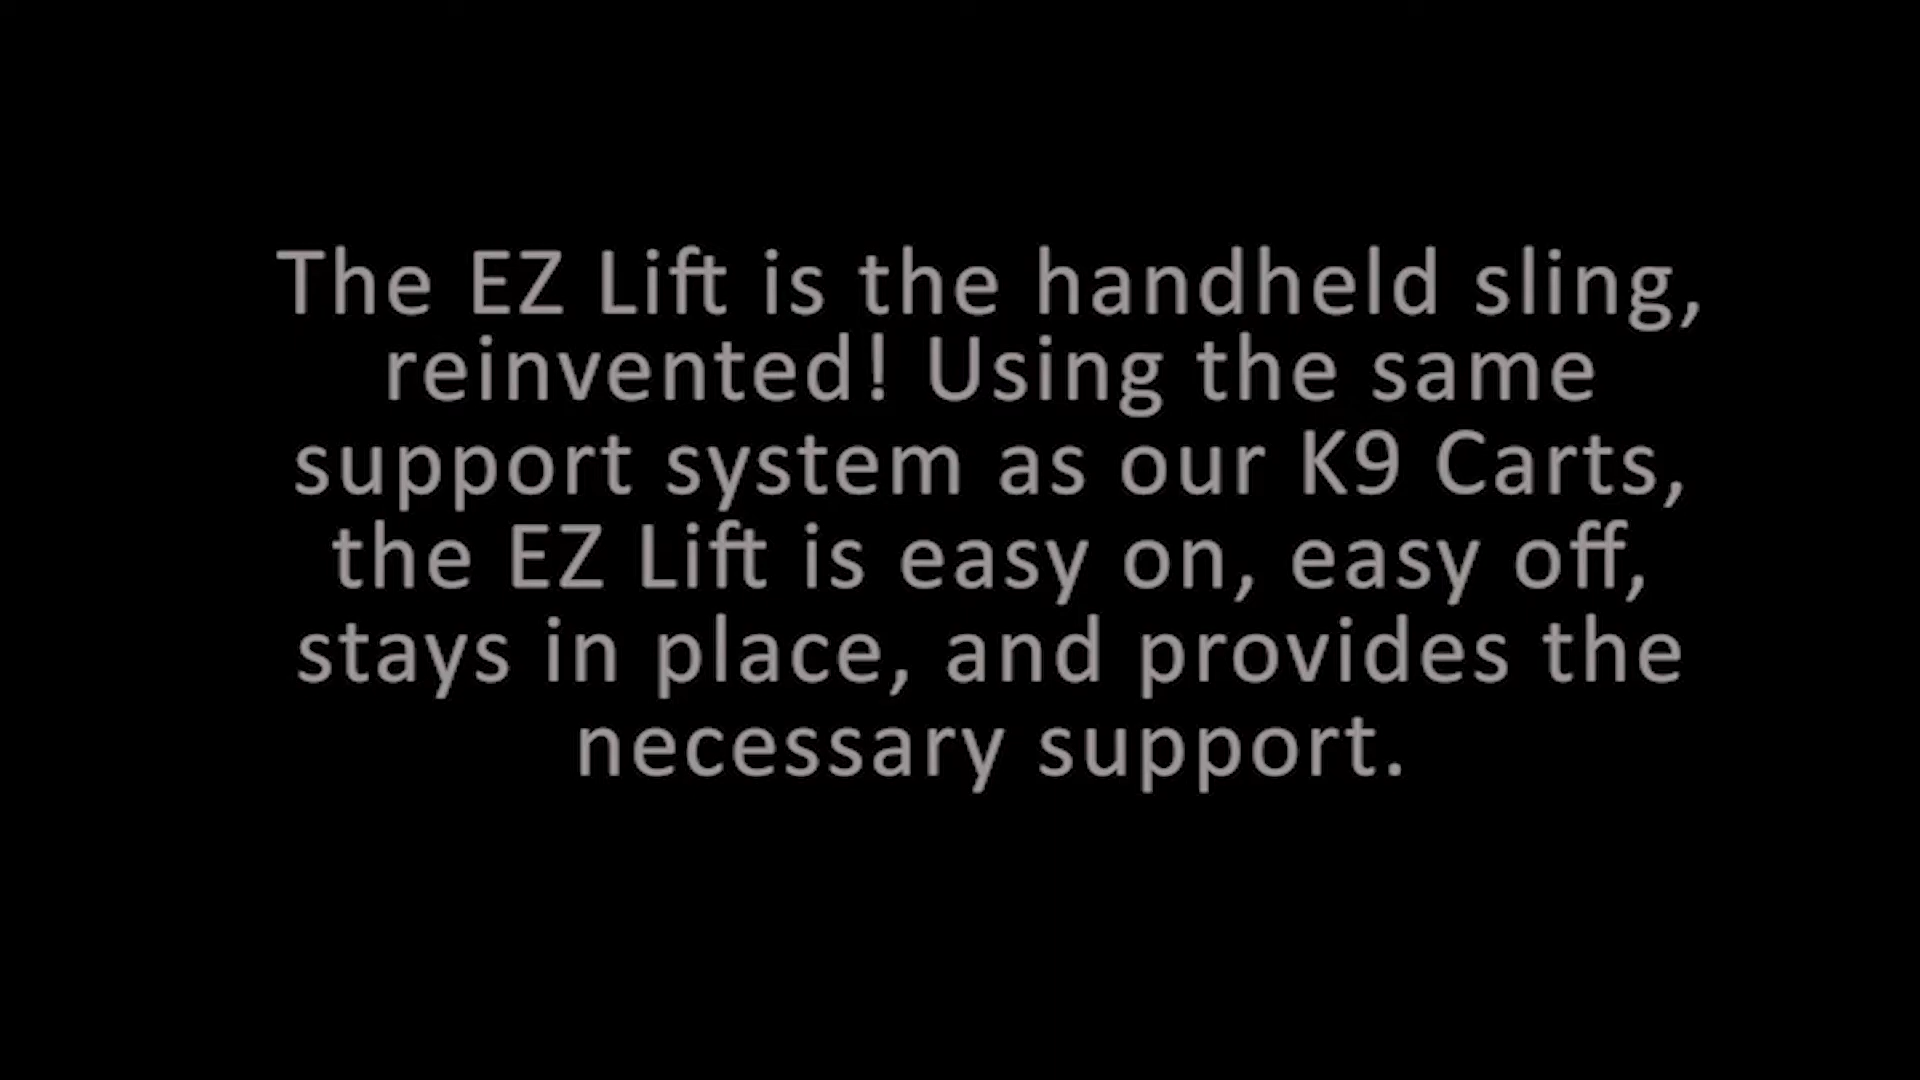 The EZ Lift is the handheld sling,
reinvented! Using the same
support system as our K9 Carts,
the EZ Lift is easy on, easy off,
stays in place, and provides the
necessary support.